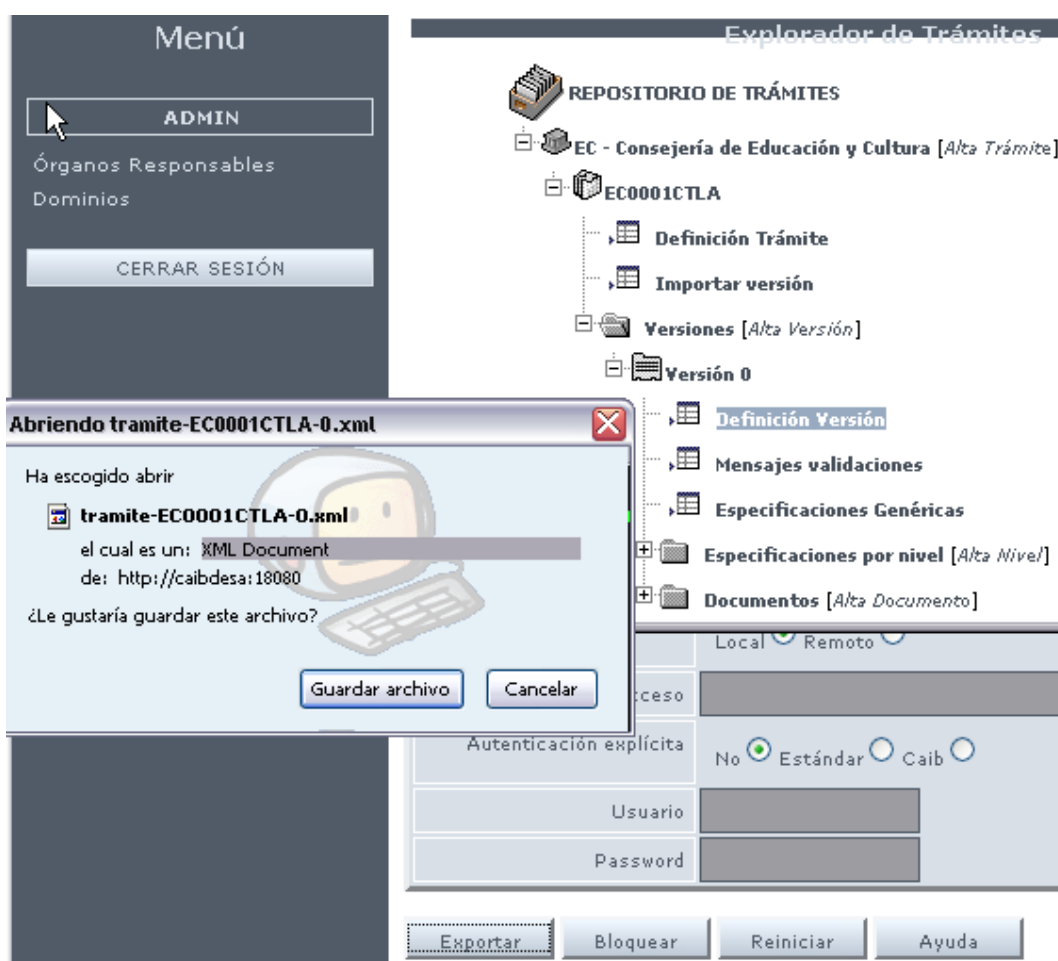 Menú
ADMIN
Órganos Responsables
Dominios
CERRAR SESIÓN
Explorador de Trámites
REPOSITORIO DE TRÁMITES
EC - Consejería de Educación y Cultura [Alta Trámite]
EC0001CTLA
Definición Trámite
Importar versión
Versiones [Alta Versión]
Versión 0
Definición Versión
Mensajes validaciones
Especificaciones Genéricas
Especificaciones por nivel [Alta Nivel]
Documentos [Alta Documento]
Abriendo tramite-EC0001CTLA-0.xml
Ha escogido abrir
tramite-EC0001CTLA-0.xml
el cual es un: XML Document
de: http://caibdesa:18080
¿Le gustaría guardar este archivo?
Guardar archivo Cancelar
Local Remoto
cceso
Autenticación explícita No Estándar Caib
Usuario
Password
Exportar Bloquear Reiniciar Ayuda